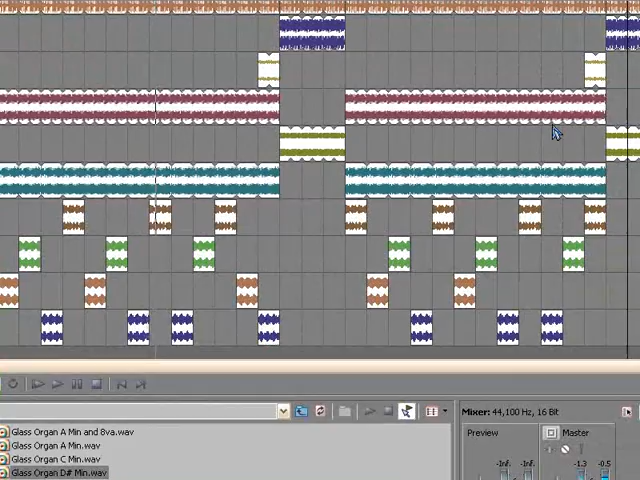 Mixer: 44,100 Hz, 16 Bit
Glass Organ A Min and 8va.wav
Glass Organ A Min.wav
Glass Organ C Min.wav
Glass Organ D# Min.wav
Preview
Master
-Inf. -Inf.
-1.3 -0.5